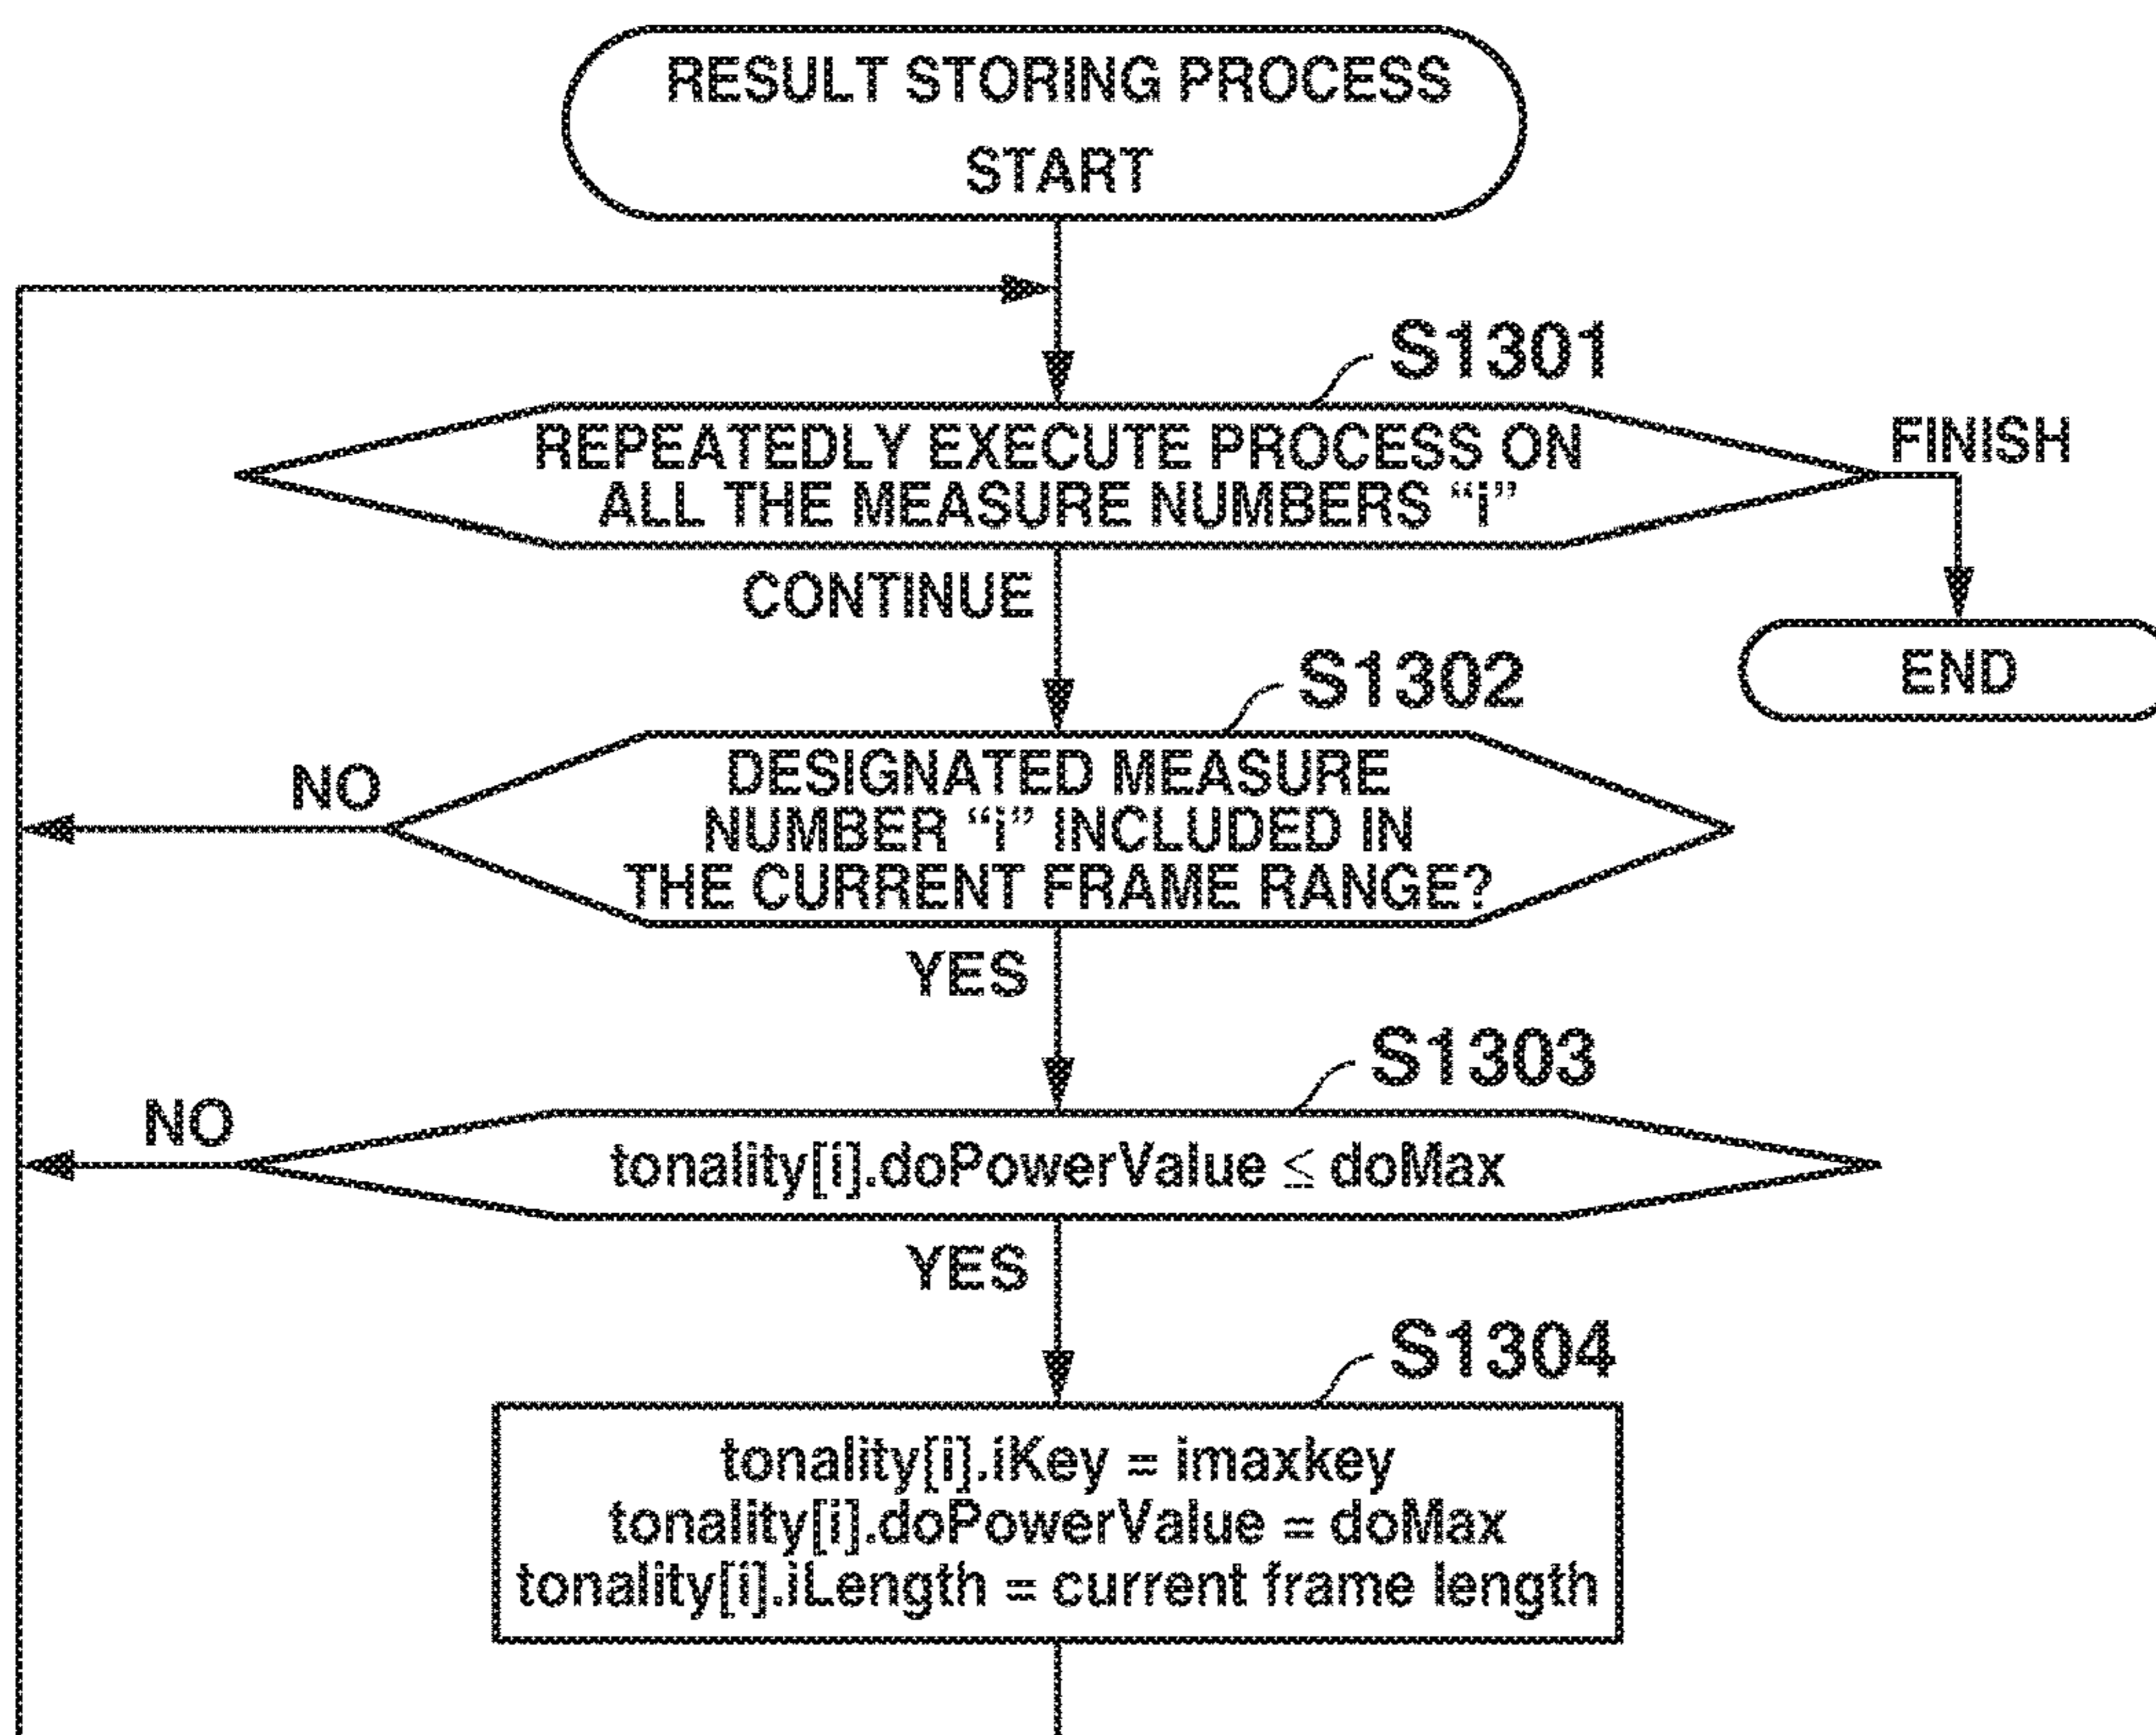 RESULT STORING PROCESS
START
S1301
REPEATEDLY EXECUTE PROCESS ON
ALL THE MEASURE NUMBERS “i”
FINISH
CONTINUE
END
S1302
DESIGNATED MEASURE
NUMBER “i” INCLUDED IN
THE CURRENT FRAME RANGE?
NO
YES
S1303
NO
tonality[i].doPowerValue ≤ doMax
YES
S1304
tonality[i].iKey = imaxkey
tonality[i].doPowerValue = doMax
tonality[i].iLength = current frame length